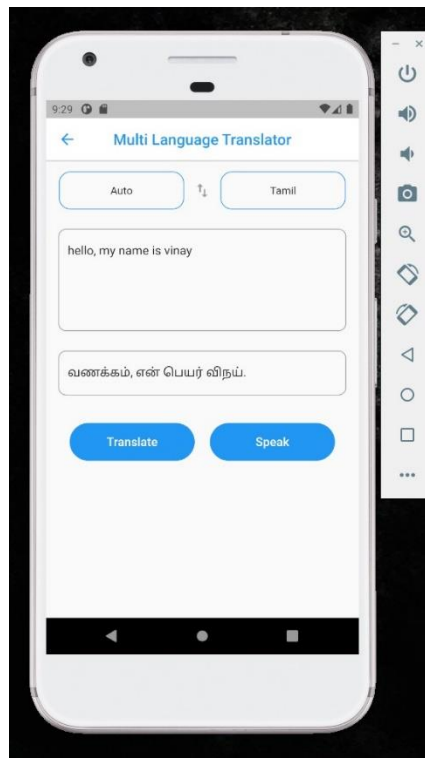 9:29
Multi Language Translator
Auto
Tamil
hello, my name is vinay
வணக்கம், என் பெயர் விநய்.
Translate
Speak